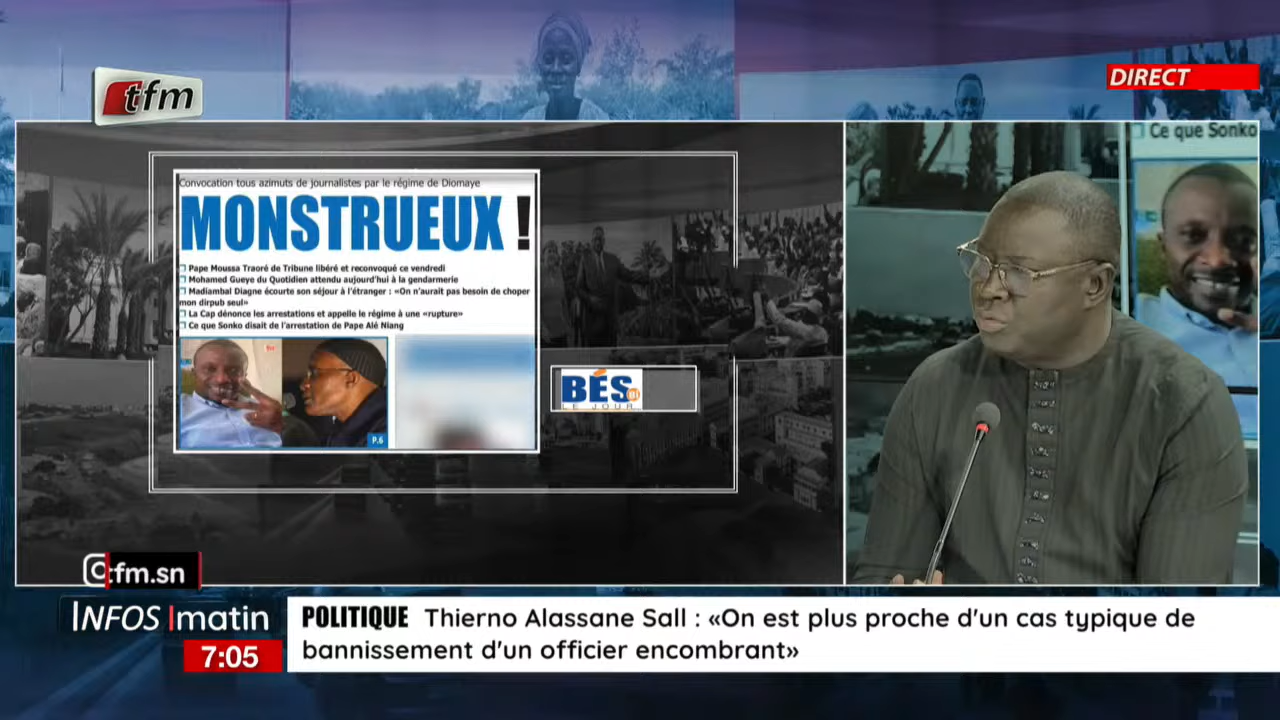 tfm
DIRECT
Ce que Sonko
Convocation tous azimuts de journalistes par le régime de Diomaye
MONSTRUEUX !
Pape Moussa Traoré de Tribune libéré et reconvoqué ce vendredi
Mohamed Gueye du Quotidien attendu aujourd'hui à la gendarmerie
Madiambal Diagne écourte son séjour à l'étranger : «On n'aurait pas besoin de choper
mon dirpub seul»
La Cap dénonce les arrestations et appelle le régime à une «rupture»
Ce que Sonko disait de l'arrestation de Pape Alé Niang
P.6
BÉS
LE JOUR
tfm.sn
INFOS matin
7:05
POLITIQUE Thierno Alassane Sall : «On est plus proche d'un cas typique de
bannissement d'un officier encombrant»